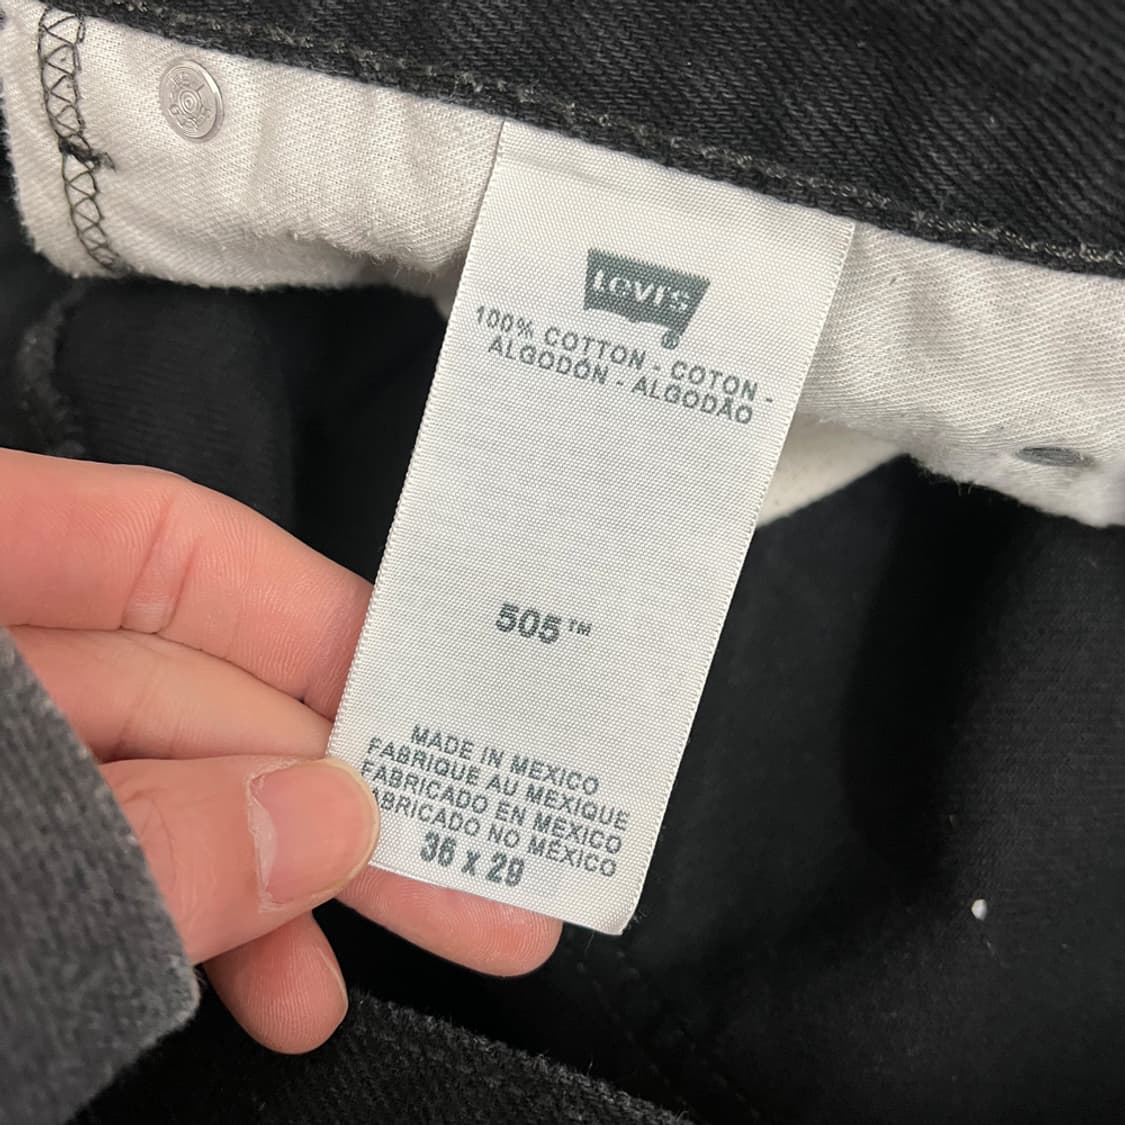 Levi's
100% COTTON - COTON -
ALGODÓN - ALGODÃO
505™
MADE IN MEXICO
FABRIQUE AU MEXIQUE
FABRICADO EN MEXICO
FABRICADO NO MÉXICO
36 x 29